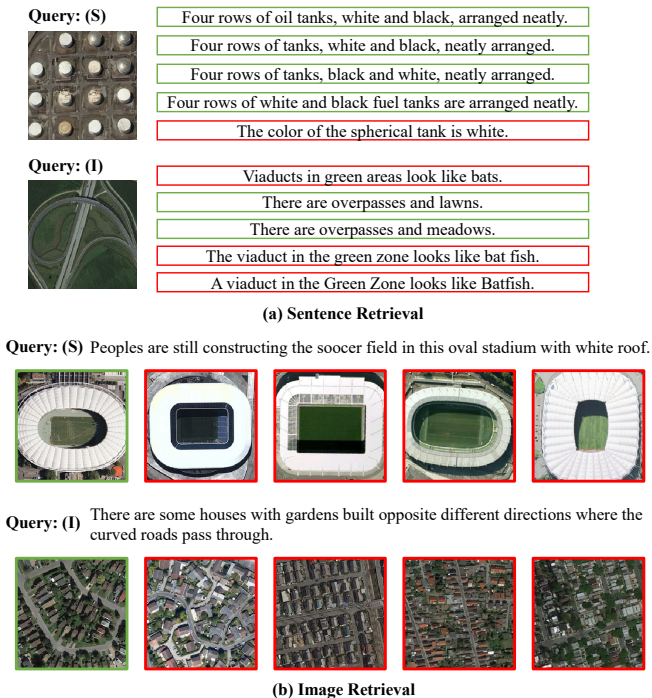 Query: (S)
Four rows of oil tanks, white and black, arranged neatly.
Four rows of tanks, white and black, neatly arranged.
Four rows of tanks, black and white, neatly arranged.
Four rows of white and black fuel tanks are arranged neatly.
The color of the spherical tank is white.
Query: (I)
Viaducts in green areas look like bats.
There are overpasses and lawns.
There are overpasses and meadows.
The viaduct in the green zone looks like bat fish.
A viaduct in the Green Zone looks like Batfish.
(a) Sentence Retrieval
Query: (S) Peoples are still constructing the soocer field in this oval stadium with white roof.
Query: (I) There are some houses with gardens built opposite different directions where the
curved roads pass through.
(b) Image Retrieval